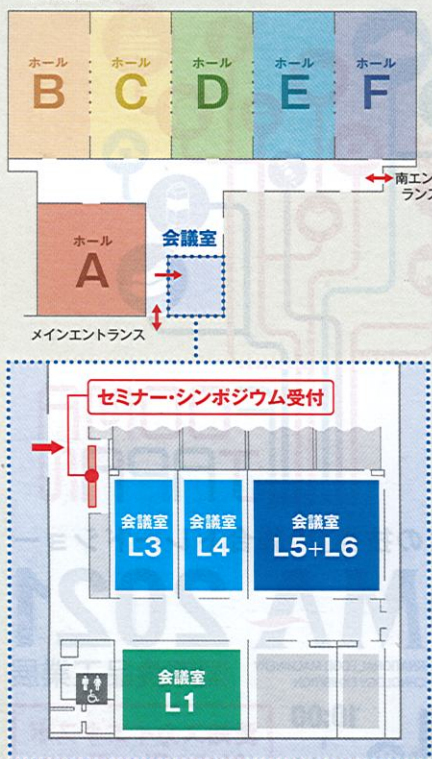 ホール
B
ホール
C
ホール
D
ホール
E
ホール
F
南エン
ランス
ホール
A
会議室
メインエントランス
セミナー・シンポジウム受付
会議室
L3
会議室
L4
会議室
L5+L6
会議室
L1